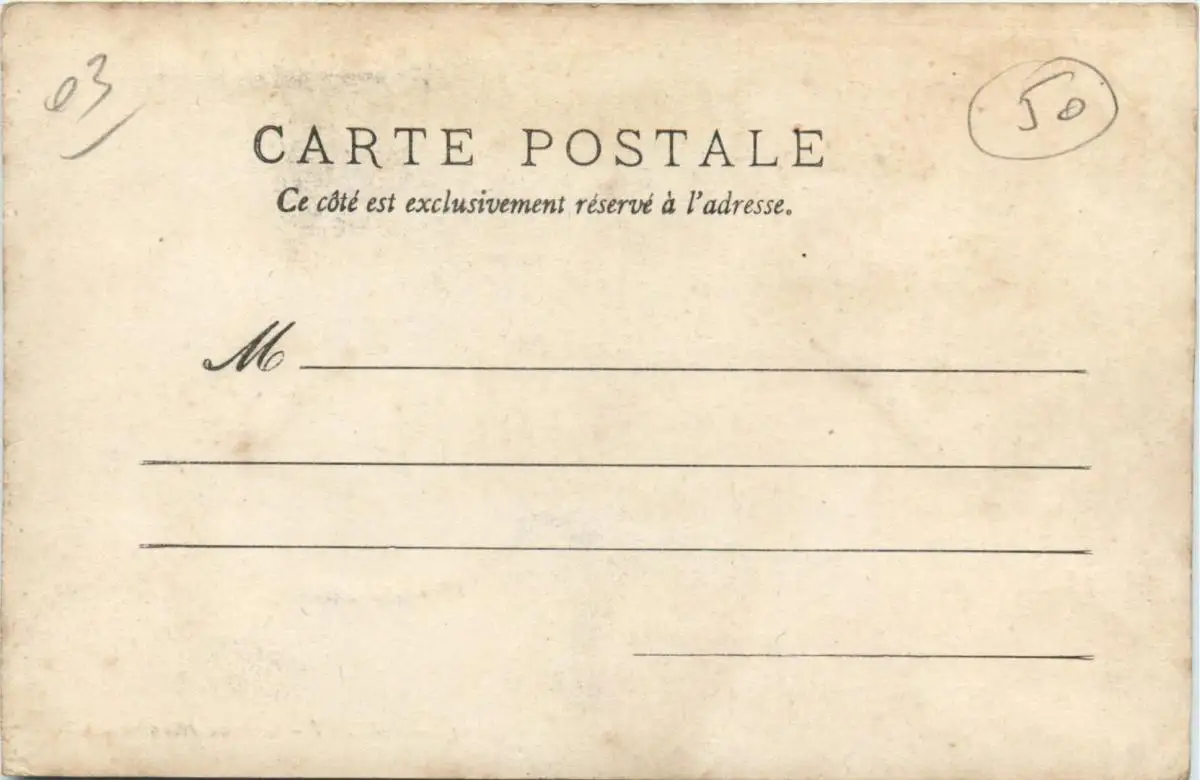 03
50
CARTE POSTALE
Ce côté est exclusivement réservé à l'adresse.
M